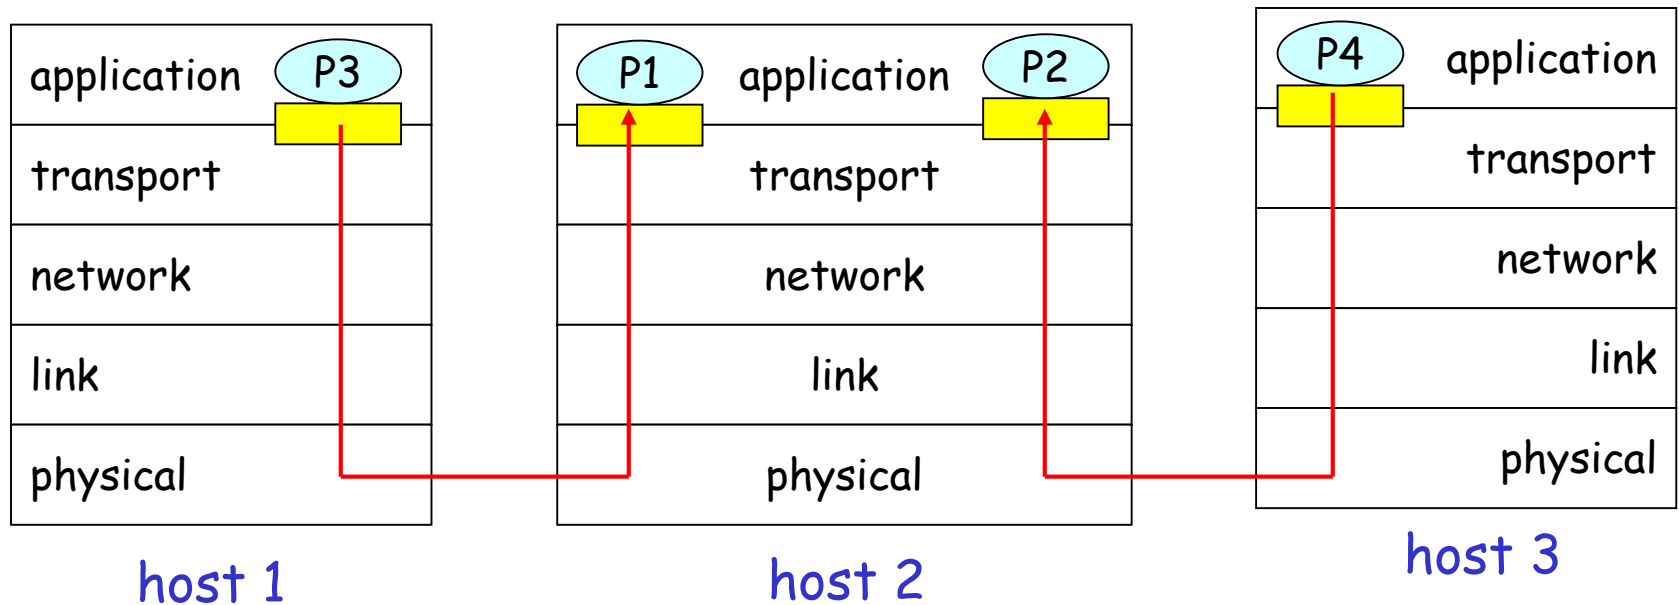 application
P3
transport
network
link
physical
host 1
P1
application
P2
transport
network
link
physical
host 2
P4
application
transport
network
link
physical
host 3